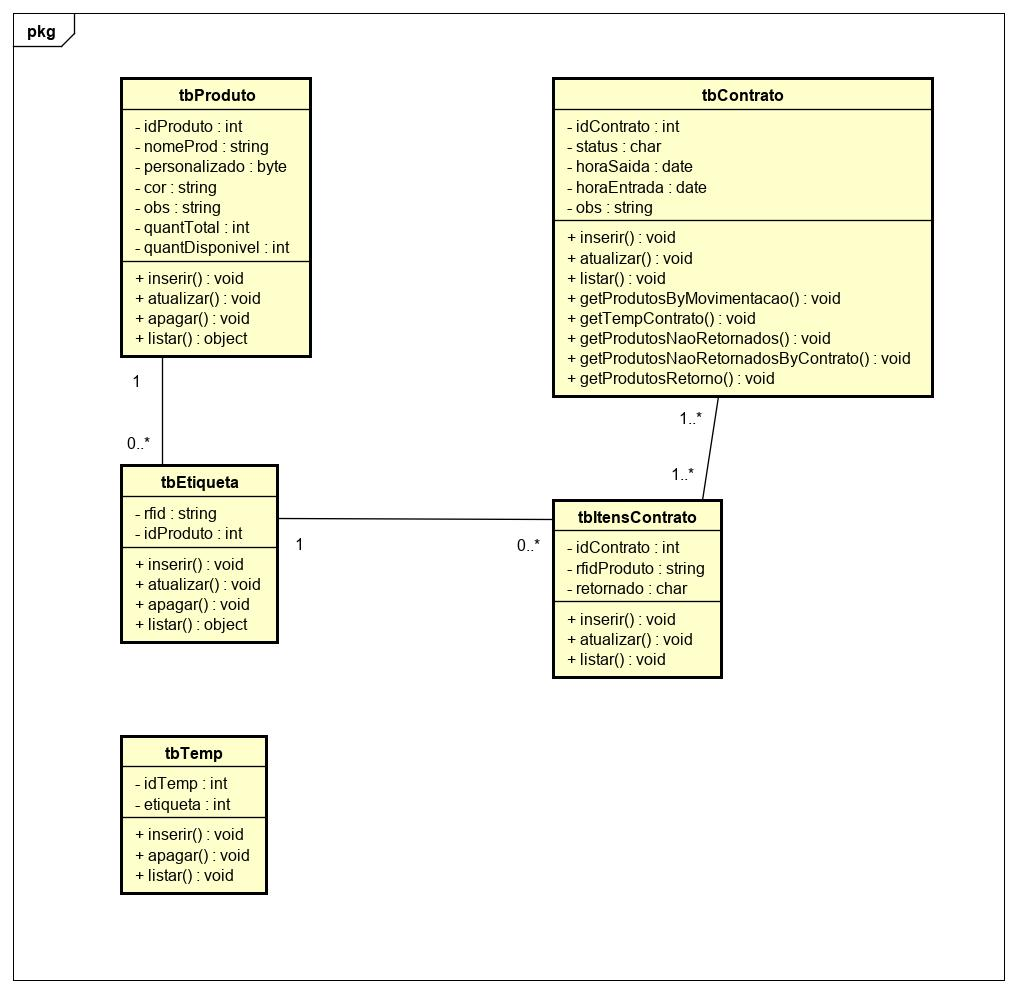 pkg
tbProduto
- idProduto : int
- nomeProd : string
- personalizado : byte
- cor : string
- obs : string
- quantTotal : int
- quantDisponivel : int
+ inserir() : void
+ atualizar() : void
+ apagar() : void
+ listar() : object
tbContrato
- idContrato : int
- status : char
- horaSaida : date
- horaEntrada : date
- obs : string
+ inserir() : void
+ atualizar() : void
+ listar() : void
+ getProdutosByMovimentacao() : void
+ getTempContrato() : void
+ getProdutosNaoRetornados() : void
+ getProdutosNaoRetornadosByContrato() : void
+ getProdutosRetorno() : void
1
0..*
1..*
1..*
tbEtiqueta
- rfid : string
- idProduto : int
+ inserir() : void
+ atualizar() : void
+ apagar() : void
+ listar() : object
1
0..*
tbItensContrato
- idContrato : int
- rfidProduto : string
- retornado : char
+ inserir() : void
+ atualizar() : void
+ listar() : void
tbTemp
- idTemp : int
- etiqueta : int
+ inserir() : void
+ apagar() : void
+ listar() : void